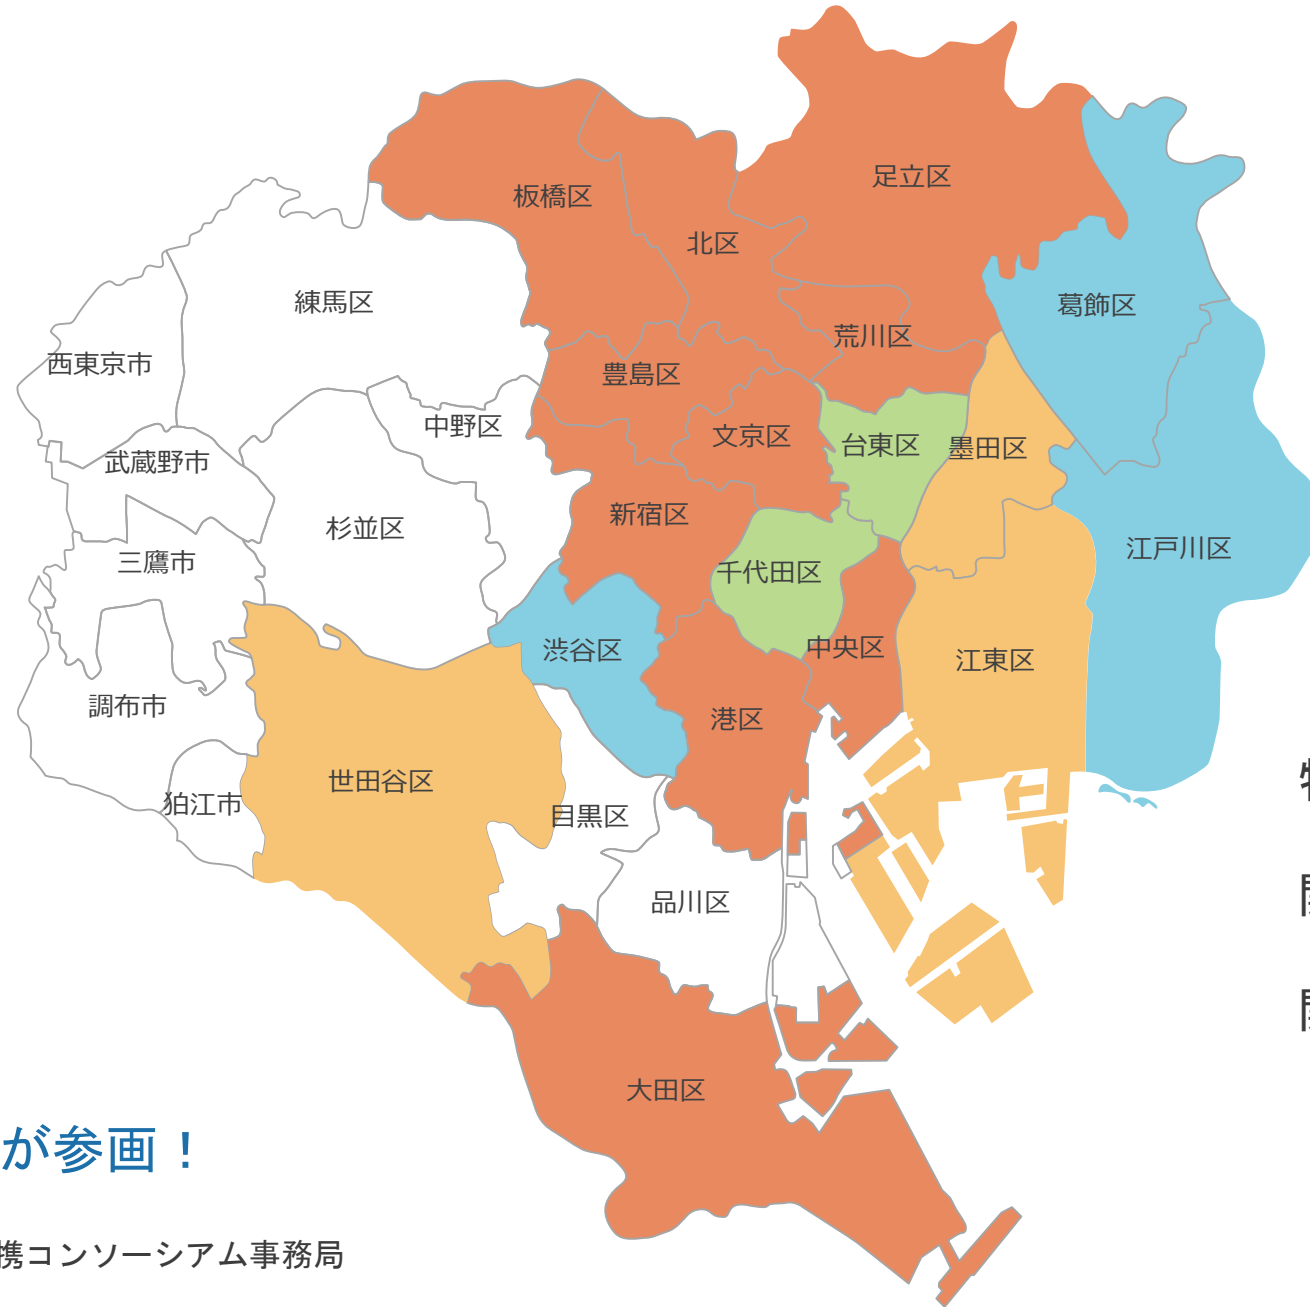 足立区
板橋区
北区
練馬区
葛飾区
荒川区
西東京市
豊島区
中野区
文京区
台東区
墨田区
武蔵野市
新宿区
杉並区
江戸川区
三鷹市
千代田区
渋谷区
中央区
江東区
調布市
港区
世田谷区
狛江市
目黒区
品川区
大田区
が参画！
携コンソーシアム事務局